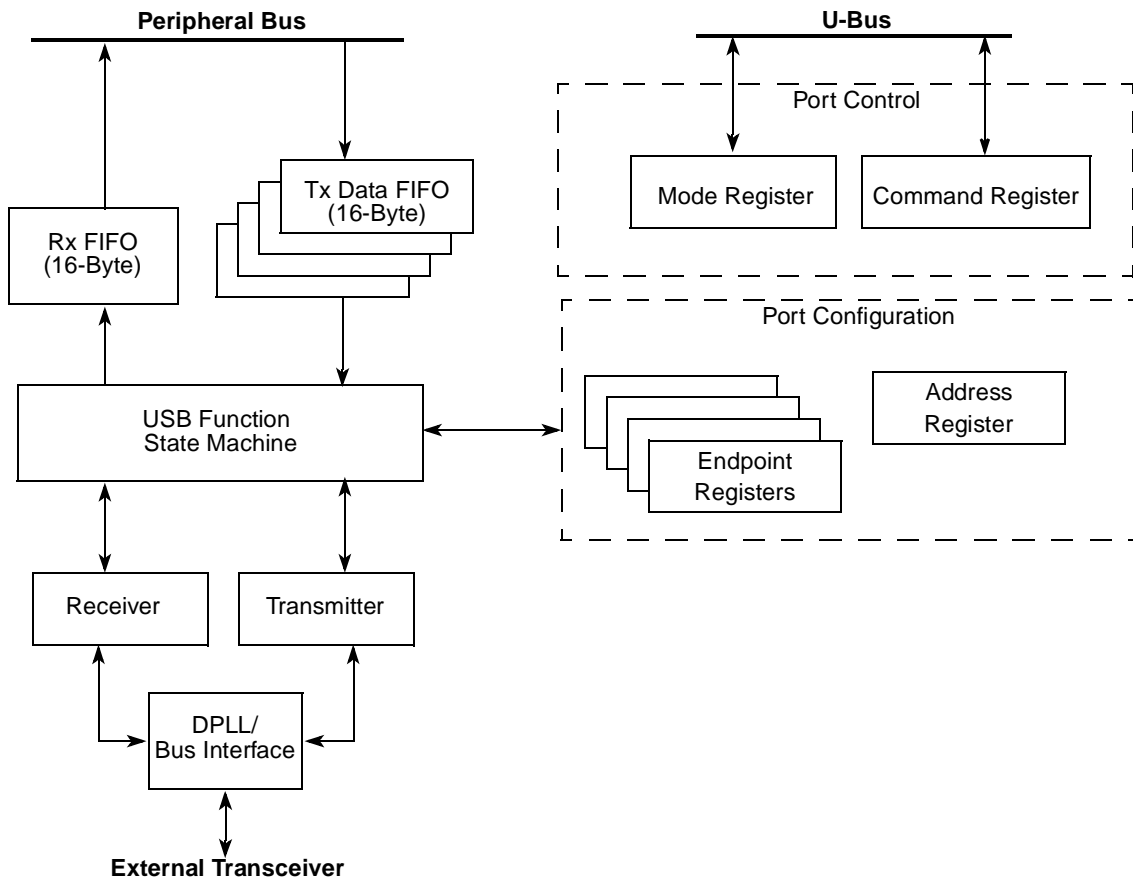 Peripheral Bus
U-Bus
Port Control
Tx Data FIFO
(16-Byte)
Mode Register
Command Register
Rx FIFO
(16-Byte)
Port Configuration
USB Function
State Machine
Address
Register
Endpoint
Registers
Receiver
Transmitter
DPLL/
Bus Interface
External Transceiver